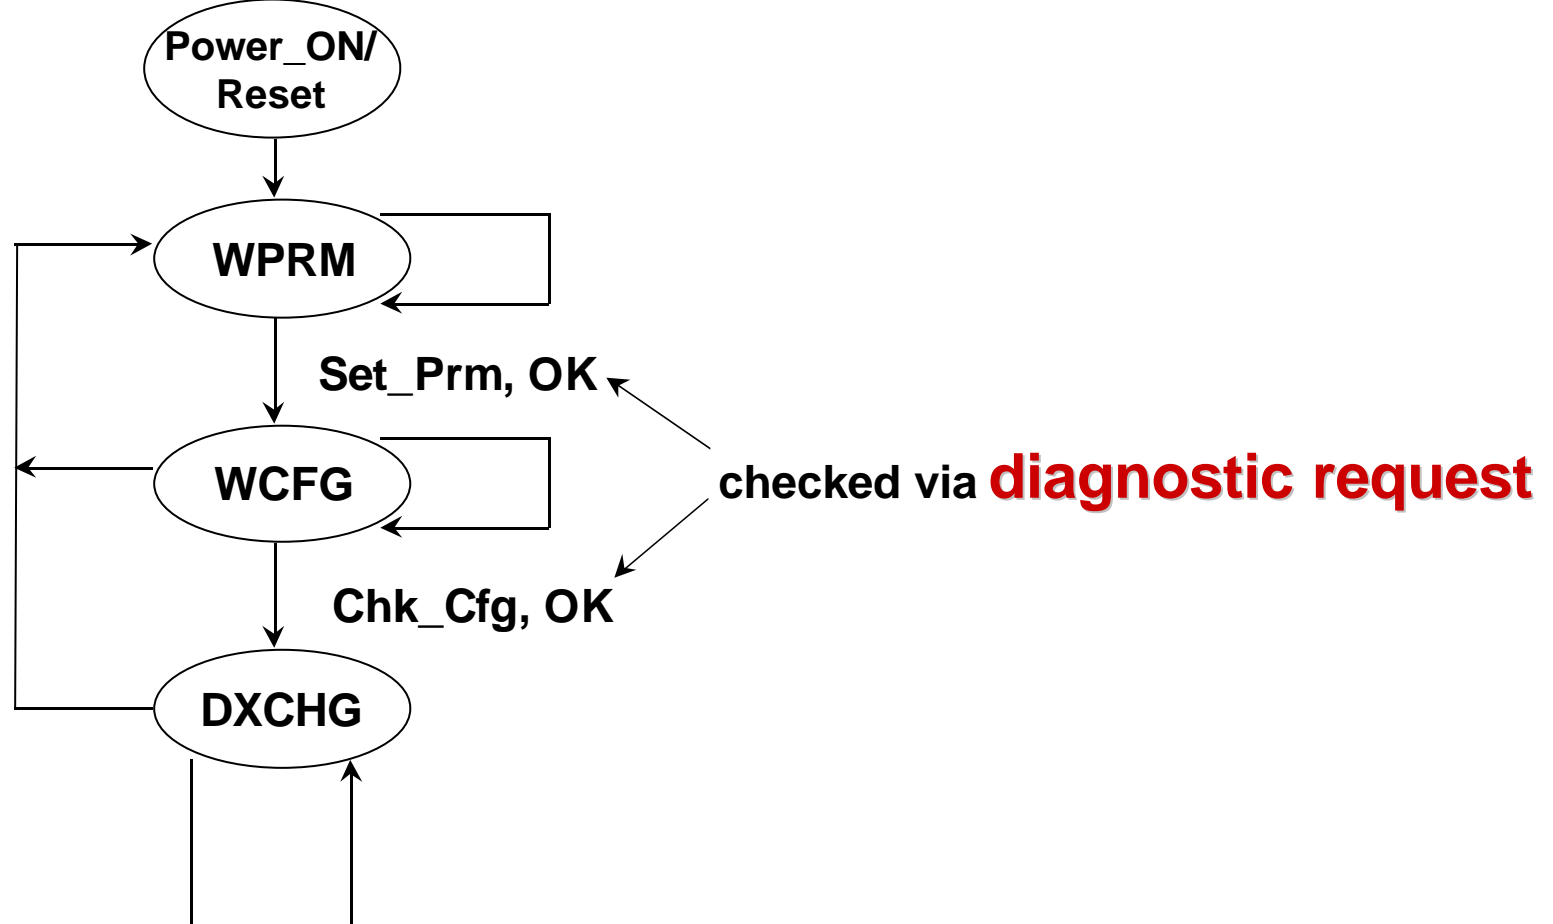 Power_ON/
Reset
WPRM
Set_Prm, OK
WCFG
checked via diagnostic request
Chk_Cfg, OK
DXCHG